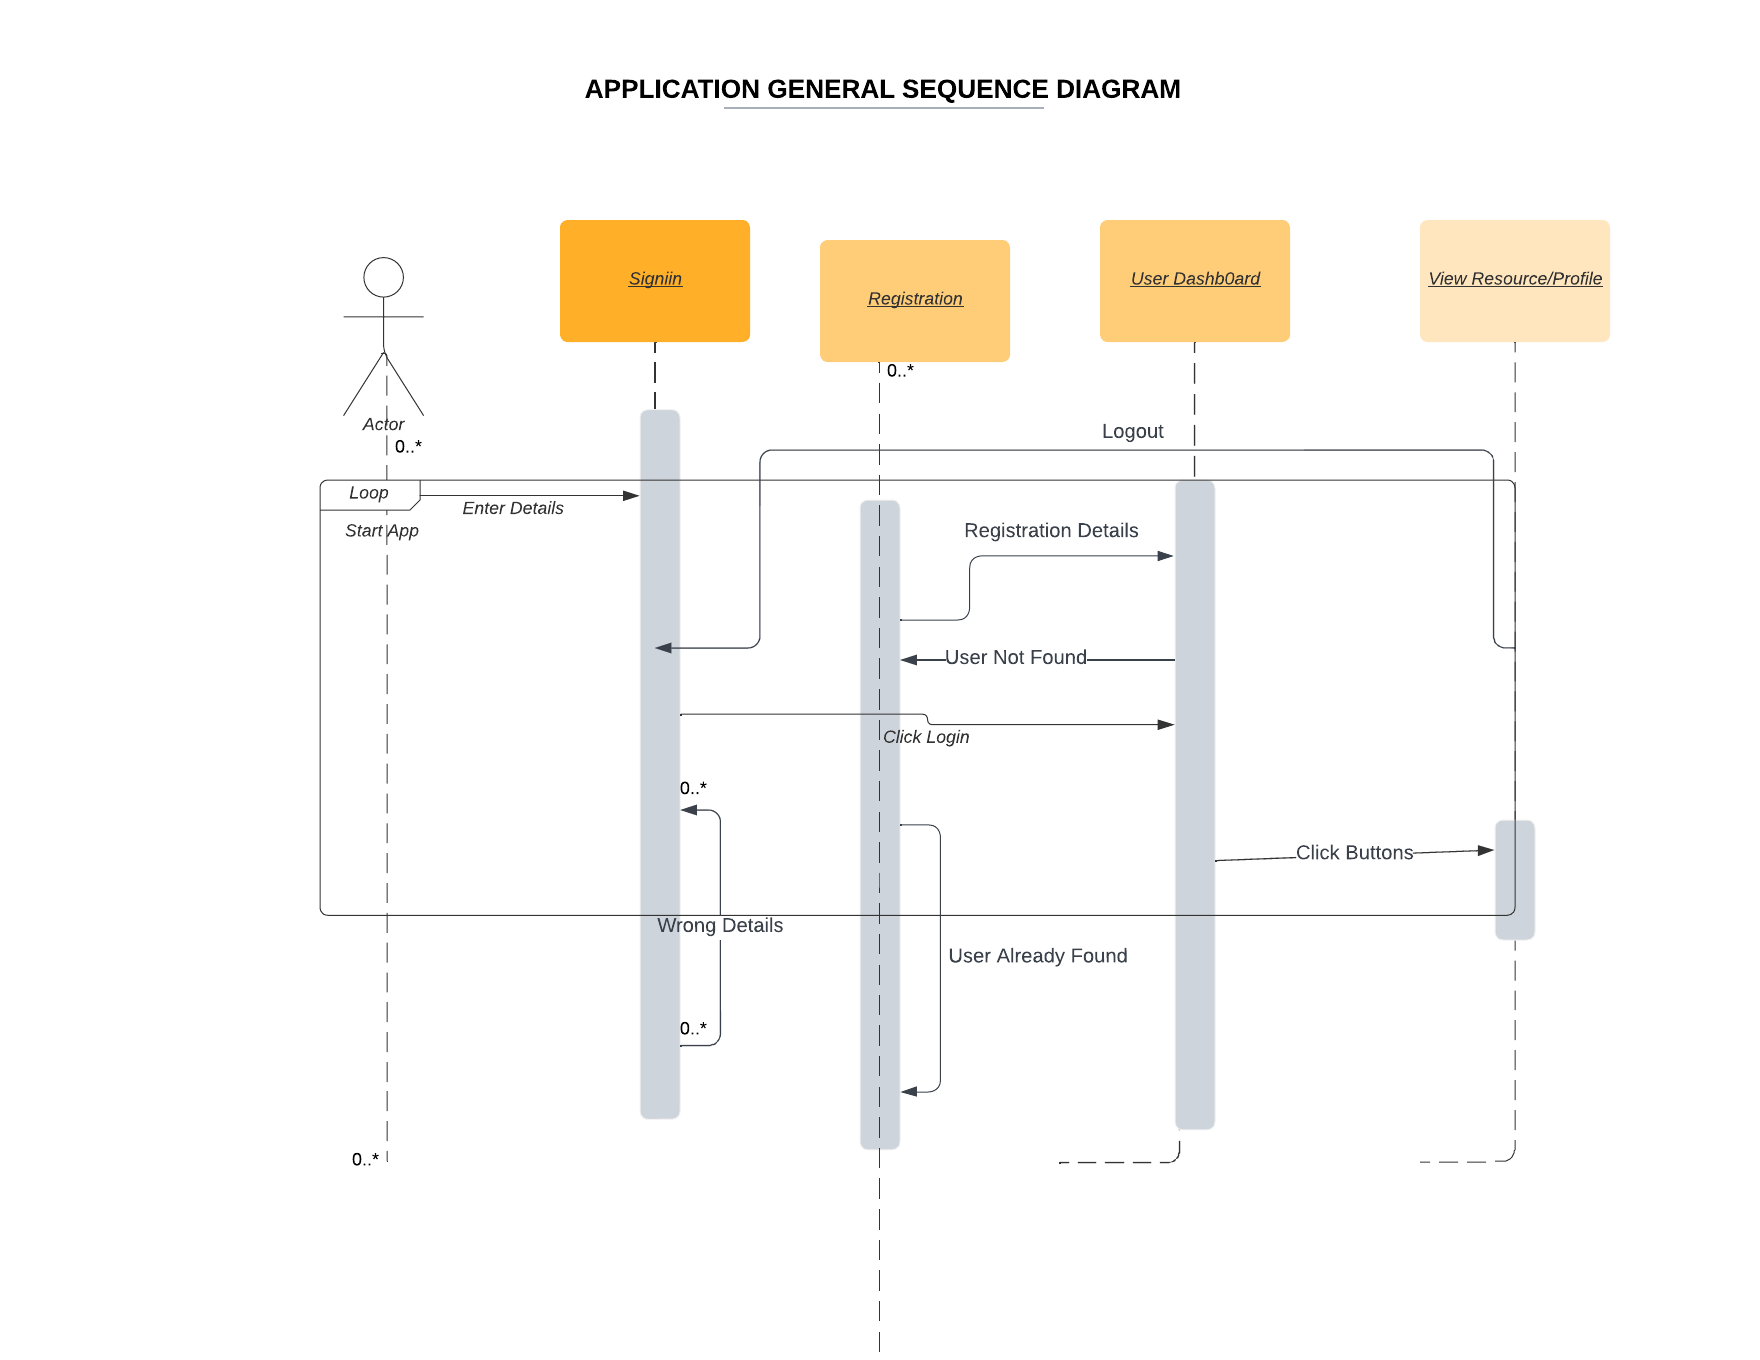 APPLICATION GENERAL SEQUENCE DIAGRAM
Signiin
Registration
User Dashb0ard
View Resource/Profile
0..*
Actor
0..*
Logout
Loop
Enter Details
Start App
Registration Details
User Not Found
Click Login
0..*
Click Buttons
Wrong Details
User Already Found
0..*
0..*